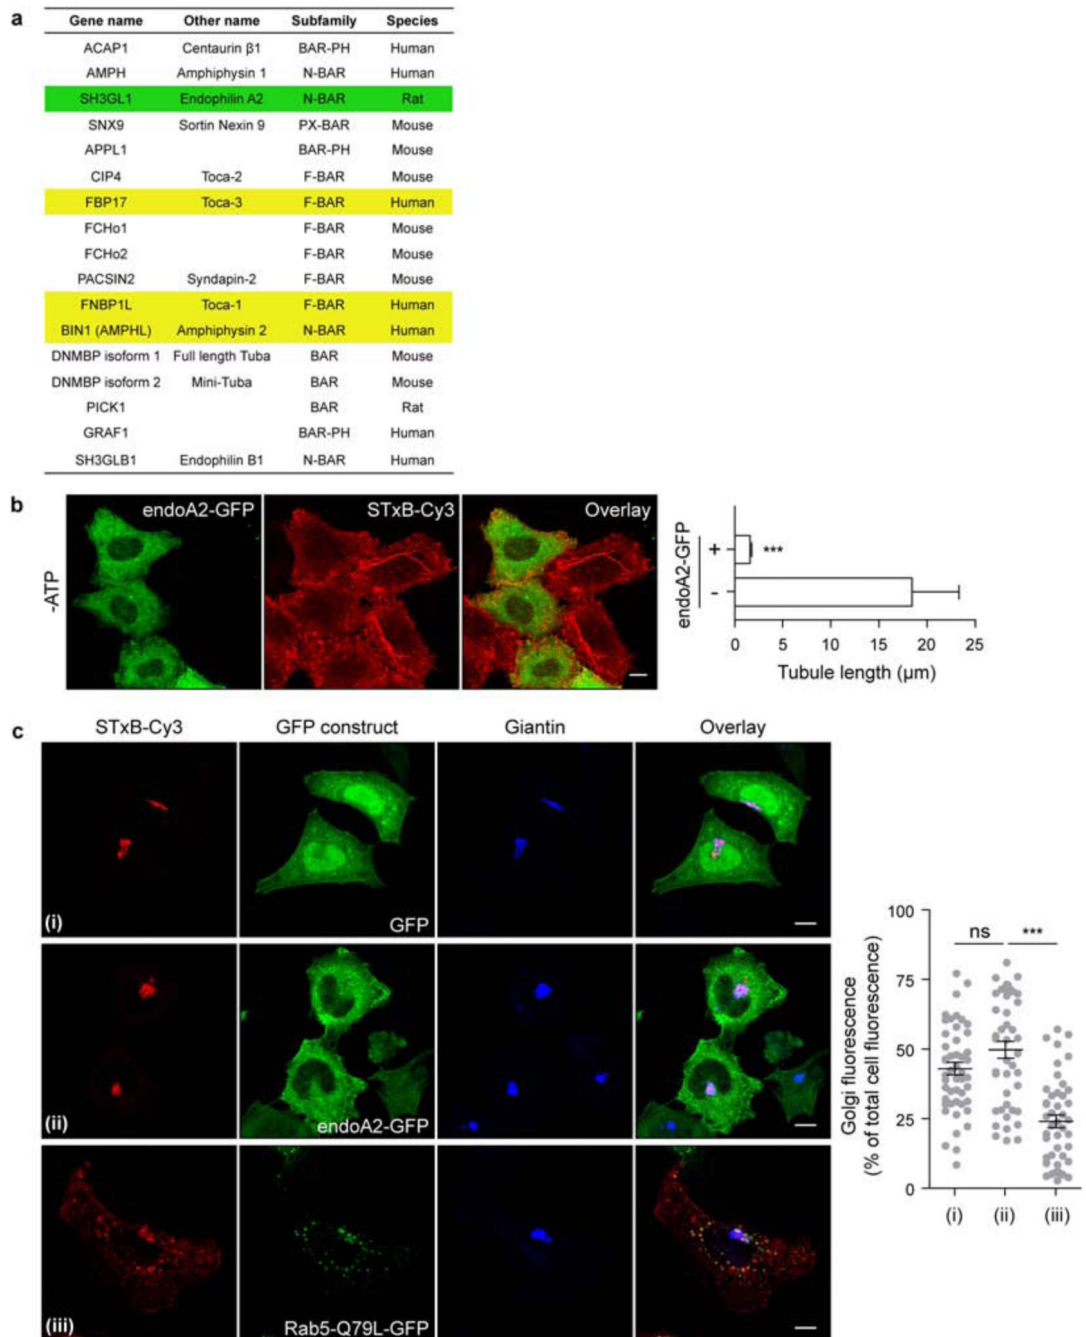 a
Gene name Other name Subfamily Species
ACAP1 Centaurin β1 BAR-PH Human
AMPH Amphiphysin 1 N-BAR Human
SH3GL1 Endophilin A2 N-BAR Rat
SNX9 Sortin Nexin 9 PX-BAR Mouse
APPL1 BAR-PH Mouse
CIP4 Toca-2 F-BAR Mouse
FBP17 Toca-3 F-BAR Human
FCHo1 F-BAR Mouse
FCHo2 F-BAR Mouse
PACSIN2 Syndapin-2 F-BAR Mouse
FNBP1L Toca-1 F-BAR Human
BIN1 (AMPHL) Amphiphysin 2 N-BAR Human
DNMBP isoform 1 Full length Tuba BAR Mouse
DNMBP isoform 2 Mini-Tuba BAR Mouse
PICK1 BAR Rat
GRAF1 BAR-PH Human
SH3GLB1 Endophilin B1 N-BAR Human
b
-ATP
endoA2-GFP STxB-Cy3 Overlay
endoA2-GFP
+ ***
-
0 5 10 15 20 25
Tubule length (µm)
c
STxB-Cy3 GFP construct Giantin Overlay
(i) GFP
(ii) endoA2-GFP
(iii) Rab5-Q79L-GFP
Golgi fluorescence
(% of total cell fluorescence)
100
75
50
25
0
ns ***
(i) (ii) (iii)